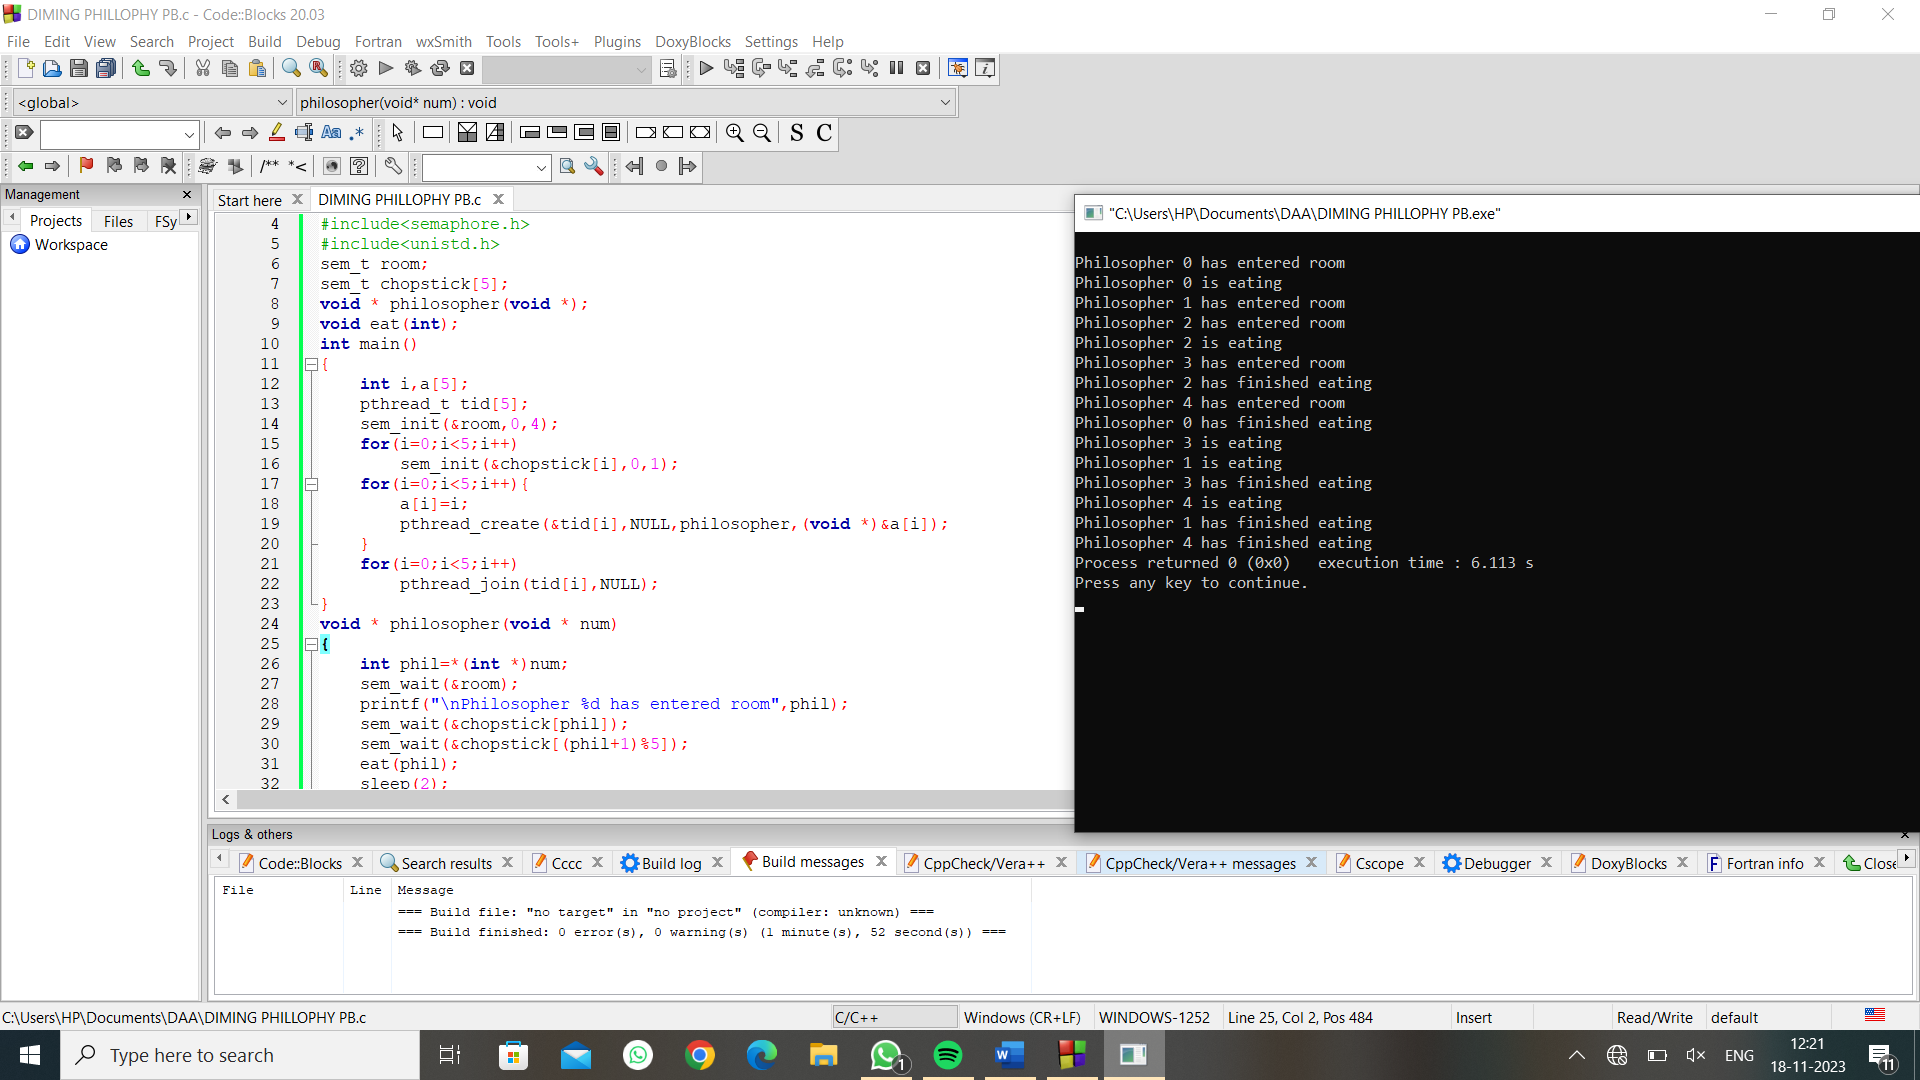 DIMING PHILLOPHY PB.c - Code::Blocks 20.03
File Edit View Search Project Build Debug Fortran wxSmith Tools Tools+ Plugins DoxyBlocks Settings Help
<global> philosopher(void* num) : void
S C
/** *<
Management
Projects Files FSy
Workspace
Start here DIMING PHILLOPHY PB.c
4 #include<semaphore.h>
5 #include<unistd.h>
6 sem_t room;
7 sem_t chopstick[5];
8 void * philosopher(void *);
9 void eat(int);
10 int main()
11 {
12 int i,a[5];
13 pthread_t tid[5];
14 sem_init(&room,0,4);
15 for(i=0;i<5;i++)
16 sem_init(&chopstick[i],0,1);
17 for(i=0;i<5;i++){
18 a[i]=i;
19 pthread_create(&tid[i],NULL,philosopher,(void *)&a[i]);
20 }
21 for(i=0;i<5;i++)
22 pthread_join(tid[i],NULL);
23 }
24 void * philosopher(void * num)
25 {
26 int phil=*(int *)num;
27 sem_wait(&room);
28 printf("\nPhilosopher %d has entered room",phil);
29 sem_wait(&chopstick[phil]);
30 sem_wait(&chopstick[(phil+1)%5]);
31 eat(phil);
32 sleep(2);
"C:\Users\HP\Documents\DAA\DIMING PHILLOPHY PB.exe"
Philosopher 0 has entered room
Philosopher 0 is eating
Philosopher 1 has entered room
Philosopher 2 has entered room
Philosopher 2 is eating
Philosopher 3 has entered room
Philosopher 2 has finished eating
Philosopher 4 has entered room
Philosopher 0 has finished eating
Philosopher 3 is eating
Philosopher 1 is eating
Philosopher 3 has finished eating
Philosopher 4 is eating
Philosopher 1 has finished eating
Philosopher 4 has finished eating
Process returned 0 (0x0)   execution time : 6.113 s
Press any key to continue.
Logs & others
Code::Blocks Search results Cccc Build log Build messages CppCheck/Vera++ CppCheck/Vera++ messages Cscope Debugger DoxyBlocks Fortran info Close
File Line Message
=== Build file: "no target" in "no project" (compiler: unknown) ===
=== Build finished: 0 error(s), 0 warning(s) (1 minute(s), 52 second(s)) ===
C:\Users\HP\Documents\DAA\DIMING PHILLOPHY PB.c C/C++ Windows (CR+LF) WINDOWS-1252 Line 25, Col 2, Pos 484 Insert Read/Write default
Type here to search
1
ENG
12:21
18-11-2023
11